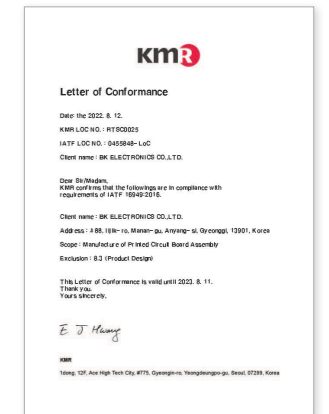 KMR
Letter of Conformance
Date: the 2022. 8. 12.
KMR LOC NO. : RTSC0025
IATF LOC NO. : 0455848- LoC
Client name : BK ELECTRONICS CO.,LTD.
Dear Sir/Madam,
KMR confirms that the followings are in compliance with
requirements of IATF 16949:2016.
Client name : BK ELECTRONICS CO.,LTD.
Address : #88, Iljik- ro, Manan- gu, Anyang- si, Gyeonggi, 13901, Korea
Scope : Manufacture of Printed Circuit Board Assembly
Exclusion : 8.3 (Product Design)
This Letter of Conformance is valid until 2023. 8. 11.
Thank you.
Yours sincerely,
E J Hwang
KMR
1dong, 12F, Ace High Tech City, #775, Gyeongin-ro, Yeongdeungpo-gu, Seoul, 07299, Korea